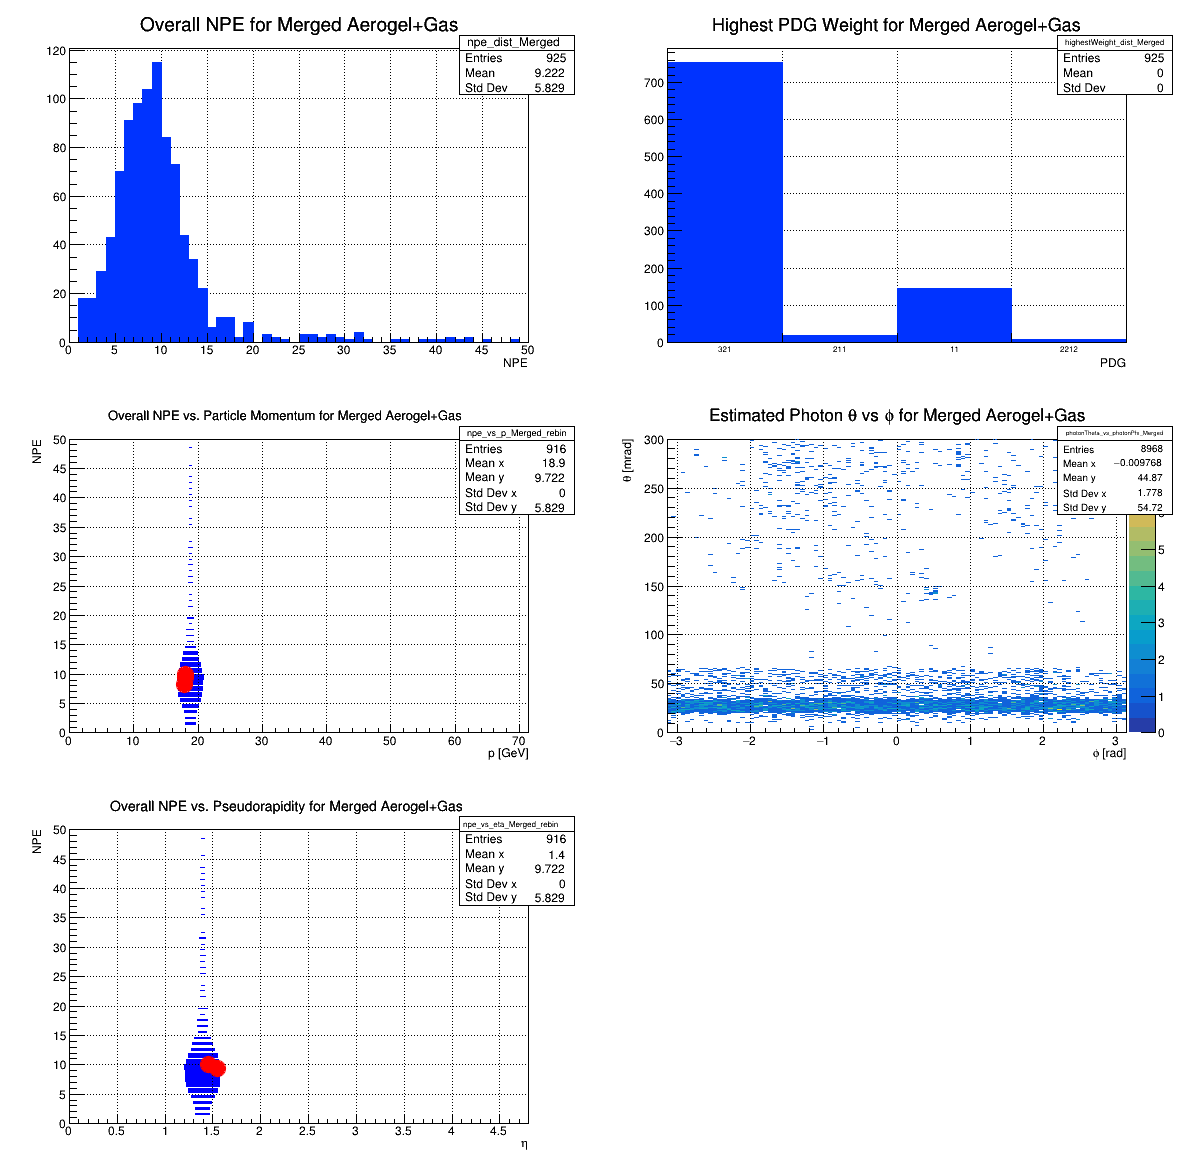 Overall NPE for Merged Aerogel+Gas
npe_dist_Merged
Entries 925
Mean 9.222
Std Dev 5.829
120
100
80
60
40
20
0
0 5 10 15 20 25 30 35 40 45 50
NPE
Highest PDG Weight for Merged Aerogel+Gas
highestWeight_dist_Merged
Entries 925
Mean 0
Std Dev 0
700
600
500
400
300
200
100
0
321 211 11 2212
PDG
Overall NPE vs. Particle Momentum for Merged Aerogel+Gas
npe_vs_p_Merged_rebin
Entries 916
Mean x 18.9
Mean y 9.722
Std Dev x 0
Std Dev y 5.829
NPE
50
45
40
35
30
25
20
15
10
5
0
0 10 20 30 40 50 60 70
p [GeV]
Estimated Photon θ vs ϕ for Merged Aerogel+Gas
photonTheta_vs_photonPhi_Merged
Entries 8968
Mean x −0.009768
Mean y 44.87
Std Dev x 1.778
Std Dev y 54.72
θ [mrad]
300
250
200
150
100
50
0
−3 −2 −1 0 1 2 3
ϕ [rad]
5
4
3
2
1
0
Overall NPE vs. Pseudorapidity for Merged Aerogel+Gas
npe_vs_eta_Merged_rebin
Entries 916
Mean x 1.4
Mean y 9.722
Std Dev x 0
Std Dev y 5.829
NPE
50
45
40
35
30
25
20
15
10
5
0
0 0.5 1 1.5 2 2.5 3 3.5 4 4.5
η